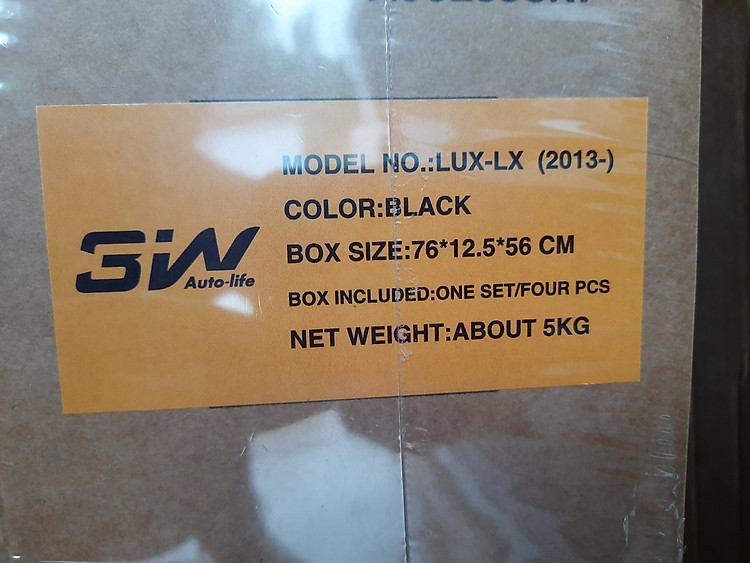 MODEL NO.:LUX-LX (2013-)
COLOR:BLACK
BOX SIZE:76*12.5*56 CM
BOX INCLUDED:ONE SET/FOUR PCS
NET WEIGHT:ABOUT 5KG
3W
Auto-life